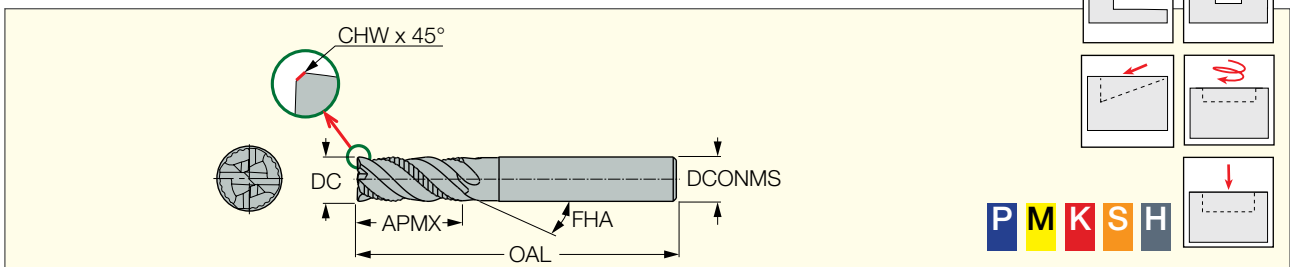 CHW x 45°
DC
DCONMS
APMX
FHA
OAL
P M K S H